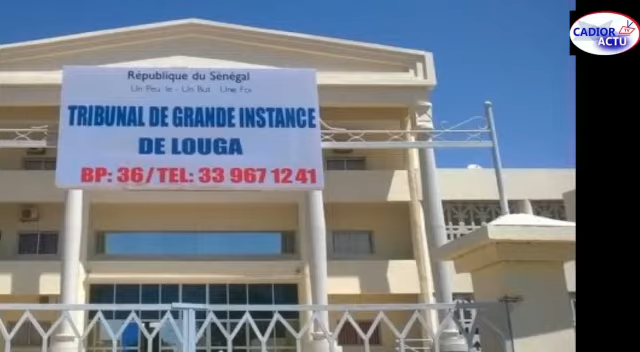 République du Sénégal
Un Peuple - Un But - Une Foi
TRIBUNAL DE GRANDE INSTANCE
DE LOUGA
BP: 36/ TEL: 33 967 12 41
CADIOR
TV
ACTU